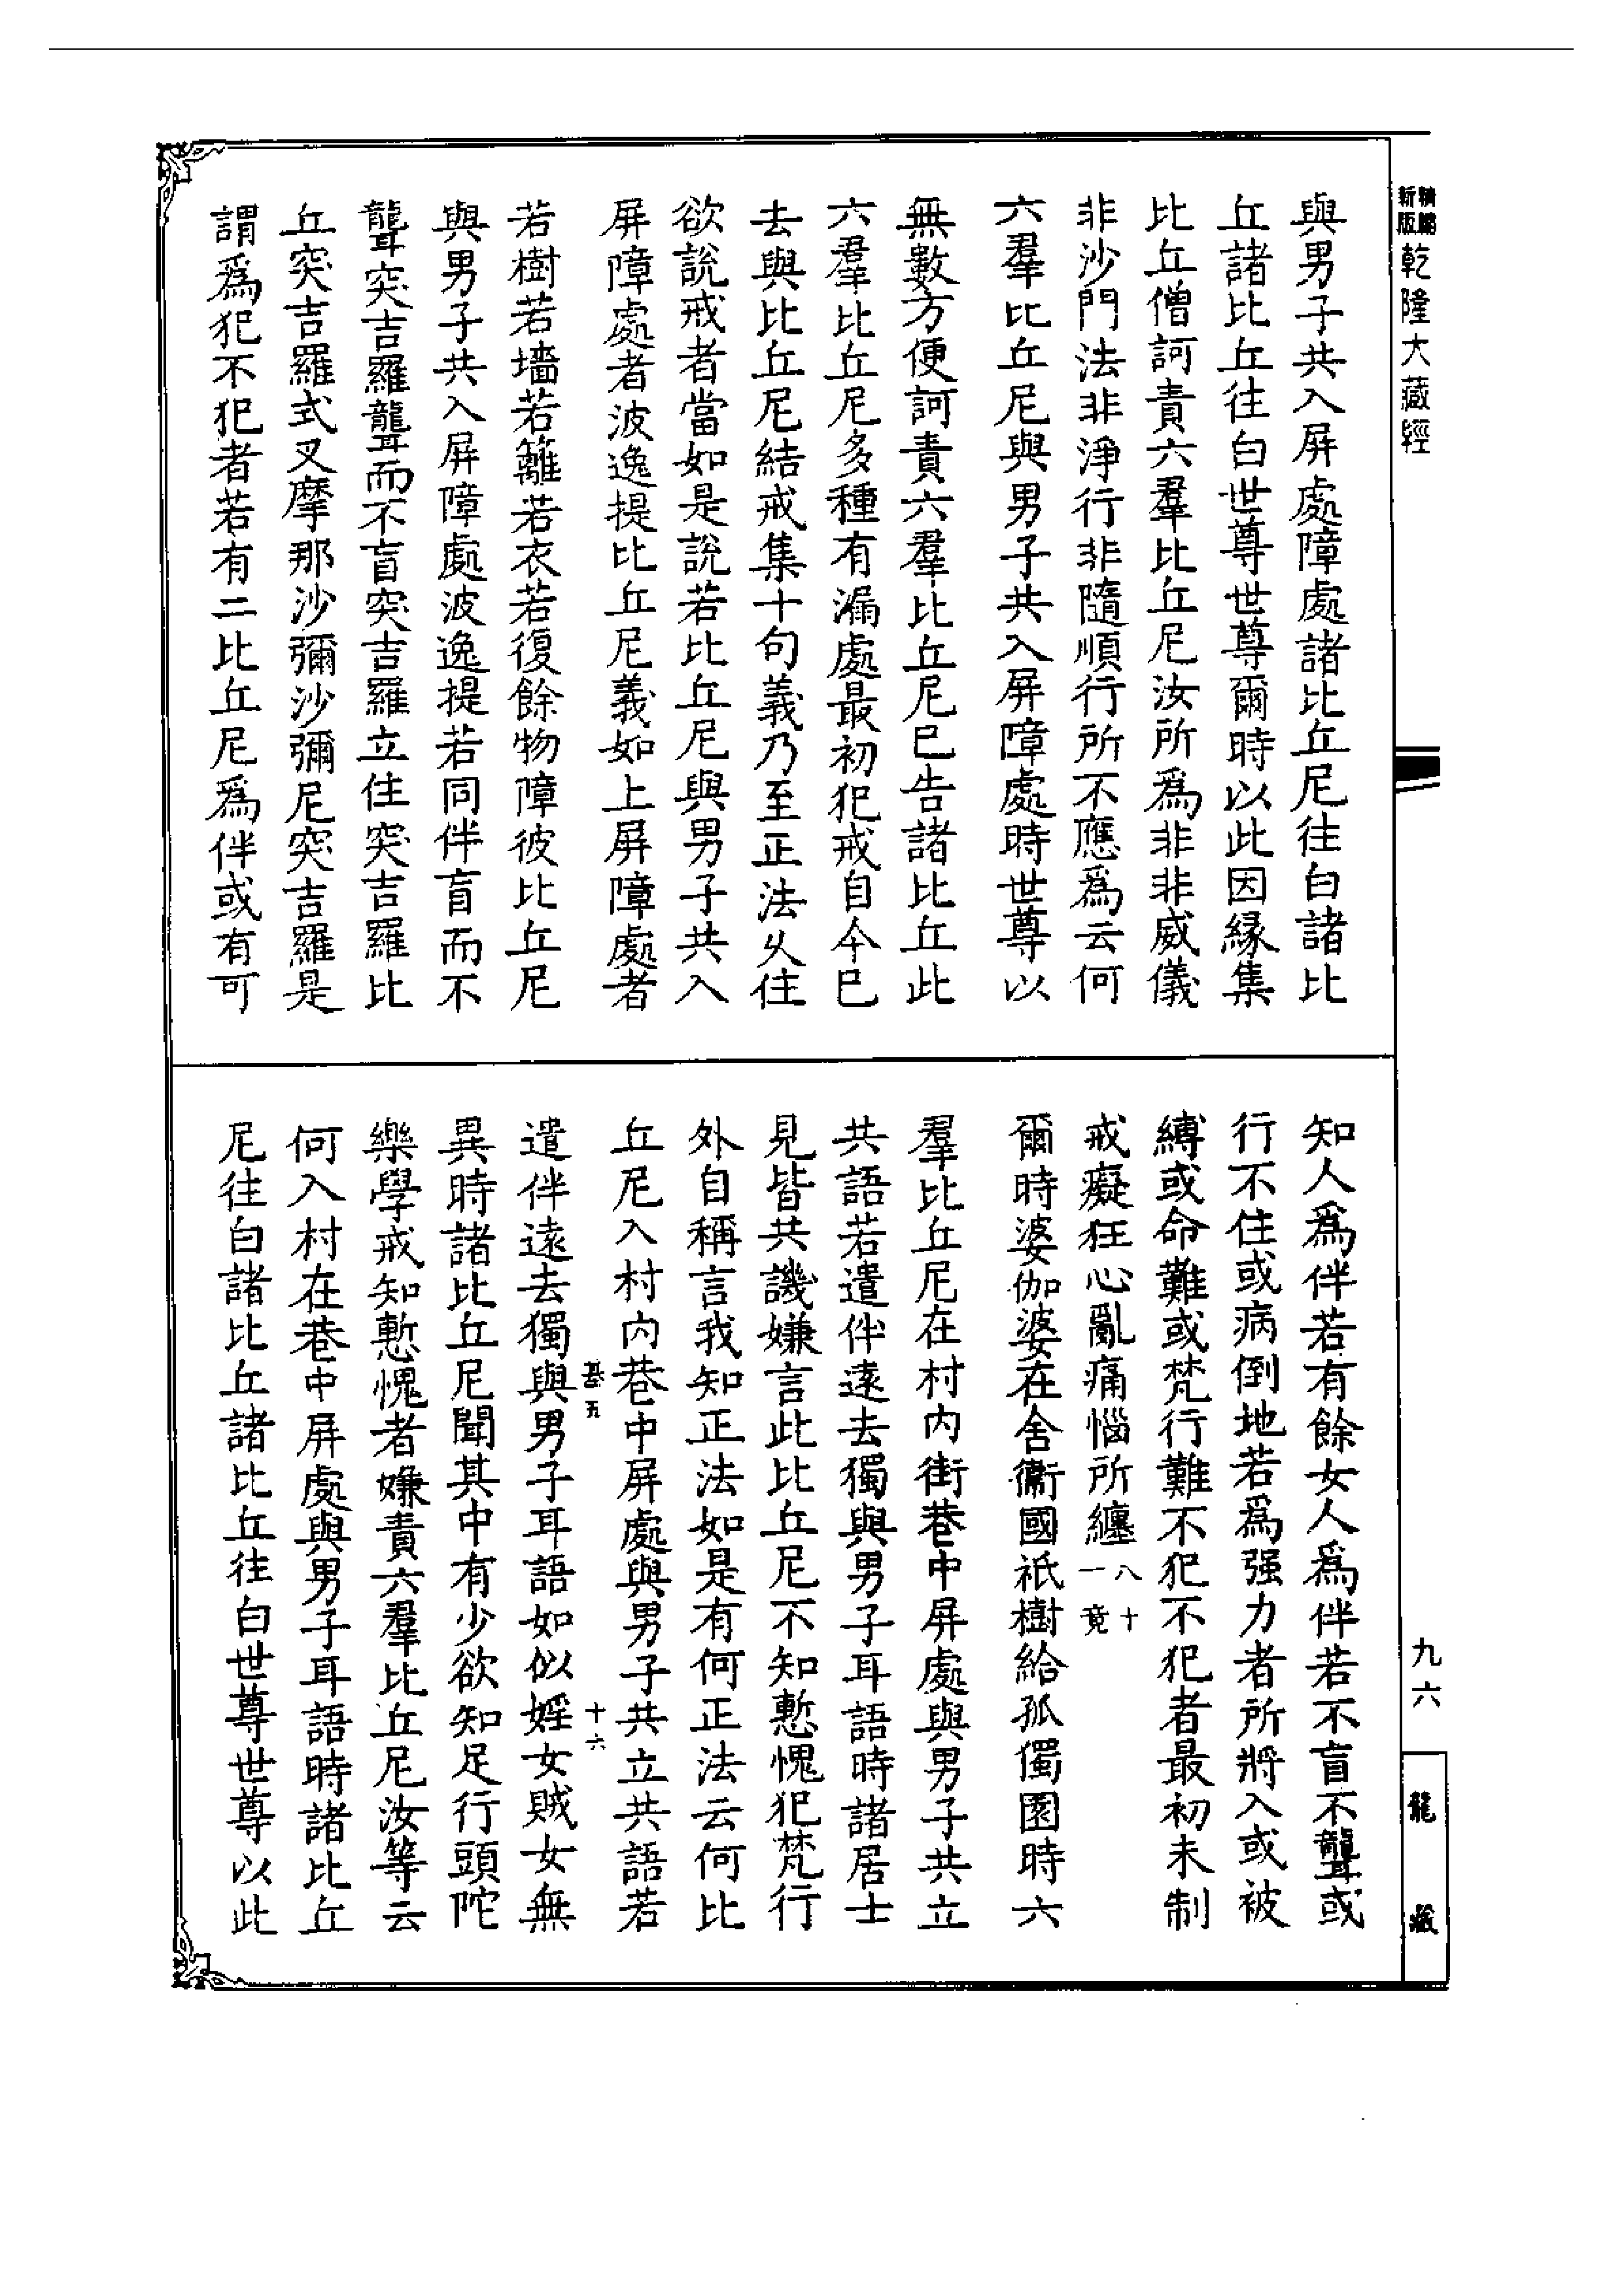 新精
版編
乾隆大藏經
與男子共入屏處障處諸比丘尼往白諸比
丘諸比丘往白世尊世尊爾時以此因緣集
比丘僧訶責六羣比丘尼汝所爲非非威儀
非沙門法非淨行非隨順行所不應爲云何
六羣比丘尼與男子共入屏障處時世尊以
無數方便訶責六羣比丘尼巳告諸比丘此
六羣比丘尼多種有漏處最初犯戒自今巳
去與比丘尼結戒集十句義乃至正法久住
欲說戒者當如是說若比丘尼與男子共入
屏障處者波逸提比丘尼義如上屏障處者
若樹若墻若籬若衣若復餘物障彼比丘尼
與男子共入屏障處波逸提若同伴盲而不
聾突吉羅聾而不盲突吉羅立住突吉羅比
丘突吉羅式叉摩那沙彌沙彌尼突吉羅是
謂爲犯不犯者若有二比丘尼爲伴或有可
知人爲伴若有餘女人爲伴若不盲不聾或
行不住或病倒地若爲强力者所將入或被
縛或命難或梵行難不犯不犯者最初未制
戒癡狂心亂痛惱所纏八十一竟
爾時婆伽婆在舍衞國祇樹給孤獨園時六
羣比丘尼在村内街巷中屏處與男子共立
共語若遣伴遠去獨與男子耳語時諸居士
見皆共譏嫌言此比丘尼不知慙愧犯梵行
外自稱言我知正法如是有何正法云何比
丘尼入村内巷中屏處與男子共立共語若
遣伴遠去獨與男子耳語如似婬女賊女無
異時諸比丘尼聞其中有少欲知足行頭陀
樂學戒知慙愧者嫌責六羣比丘尼汝等云
何入村在巷中屏處與男子耳語時諸比丘
尼往白諸比丘諸比丘往白世尊世尊以此
五
十六
九六
龍藏